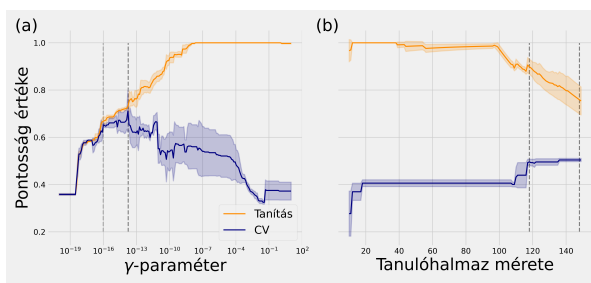 (a)
(b)
Pontosság értéke
1.0
0.8
0.6
0.4
0.2
Tanítás
CV
10⁻¹⁹ 10⁻¹⁶ 10⁻¹³ 10⁻¹⁰ 10⁻⁷ 10⁻⁴ 10⁻¹ 10²
20 40 60 80 100 120 140
γ-paraméter
Tanulóhalmaz mérete